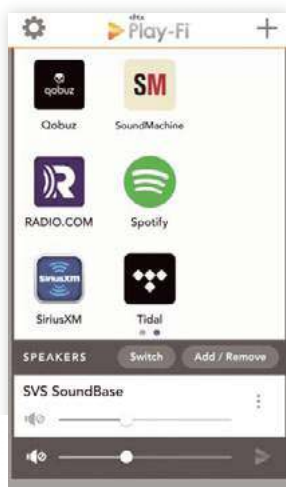 dts
Play-Fi
qobuz
SM
Qobuz
SoundMachine
R
RADIO.COM
Spotify
SiriusXM
SiriusXM
Tidal
SPEAKERS
Switch
Add / Remove
SVS SoundBase